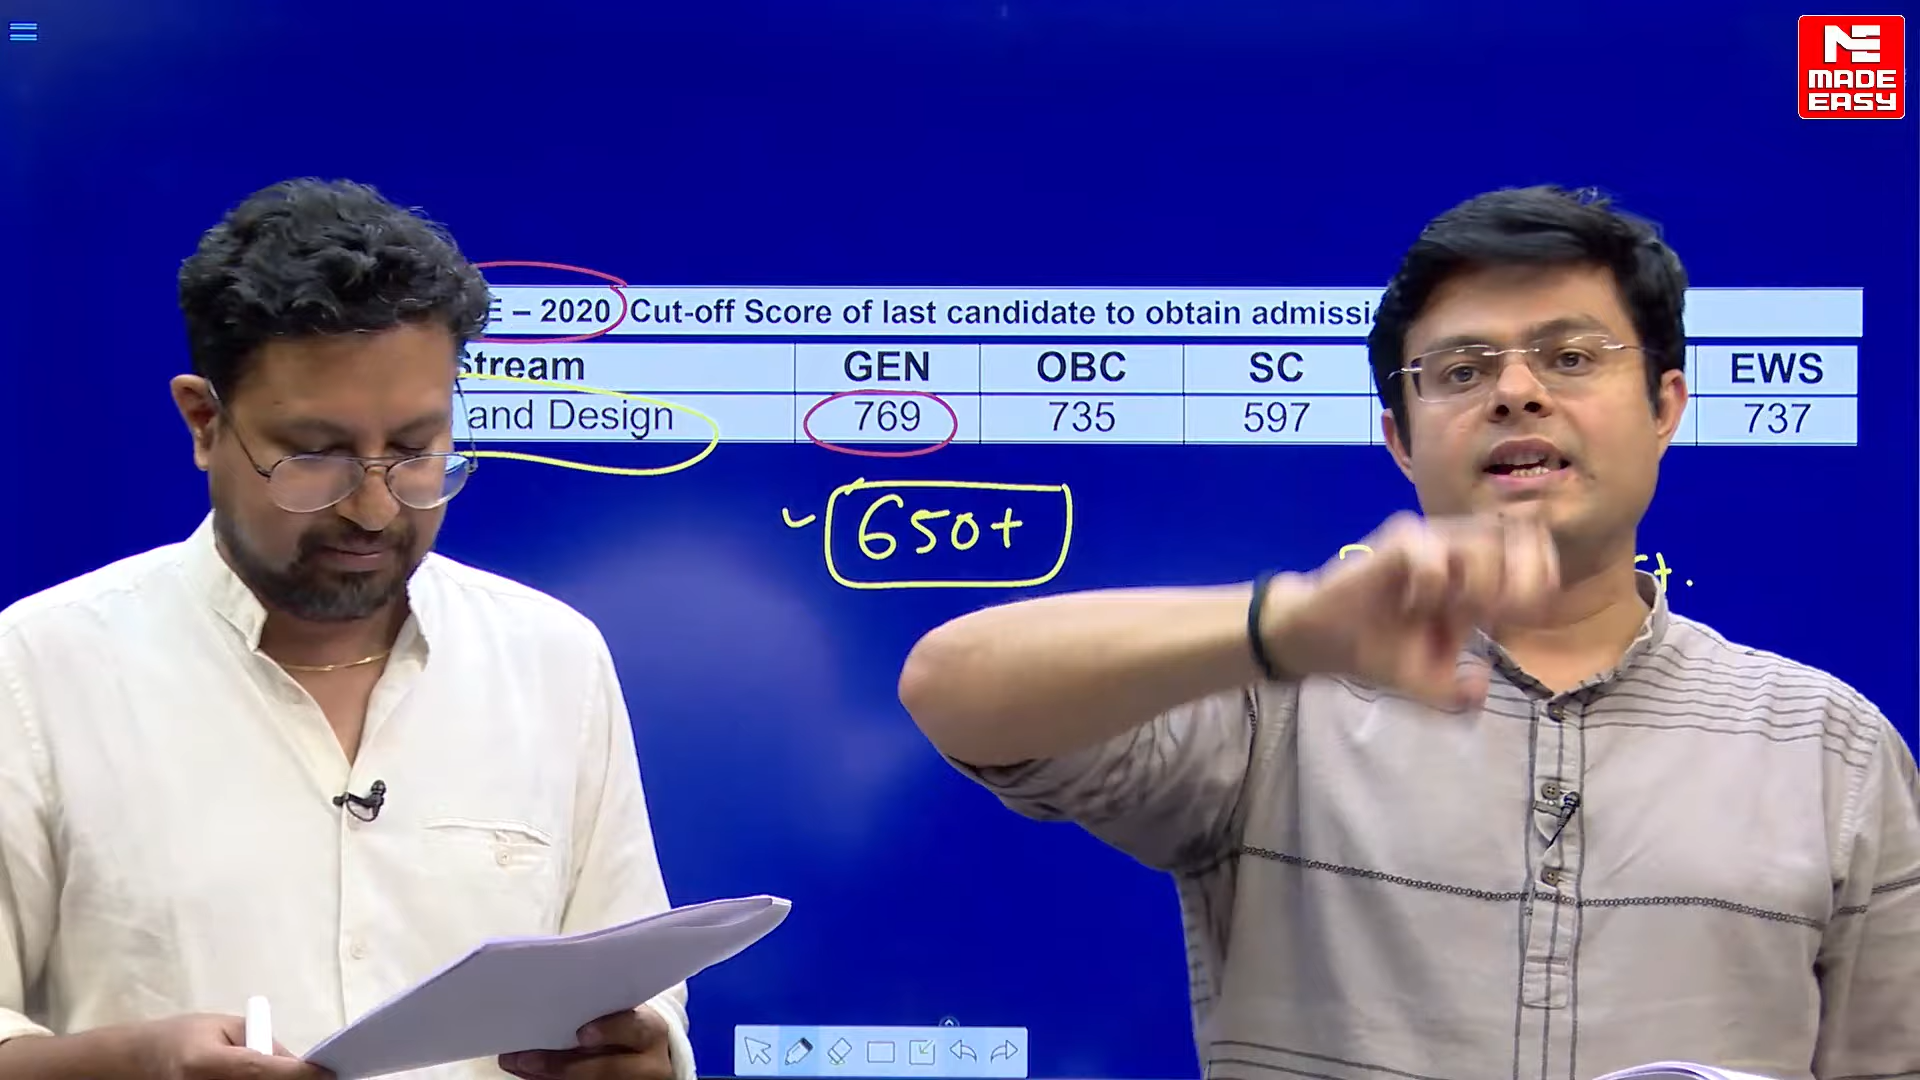 MADE
EASY
E – 2020 Cut-off Score of last candidate to obtain
Stream GEN OBC SC EWS
and Design 769 735 597 737
650+